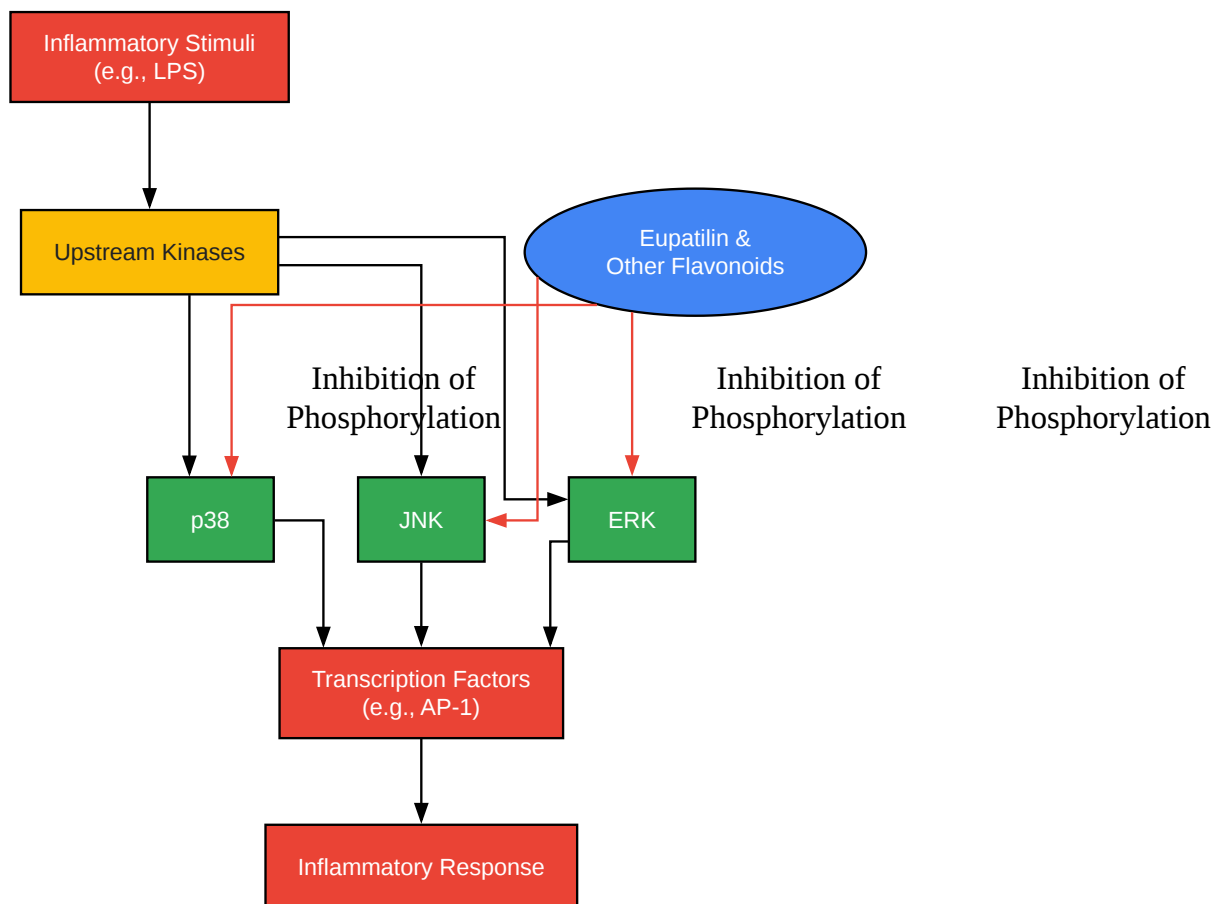 Inflammatory Stimuli
(e.g., LPS)
Upstream Kinases
Eupatilin &
Other Flavonoids
Inhibition of
Phosphorylation
Inhibition of
Phosphorylation
Inhibition of
Phosphorylation
p38
JNK
ERK
Transcription Factors
(e.g., AP-1)
Inflammatory Response